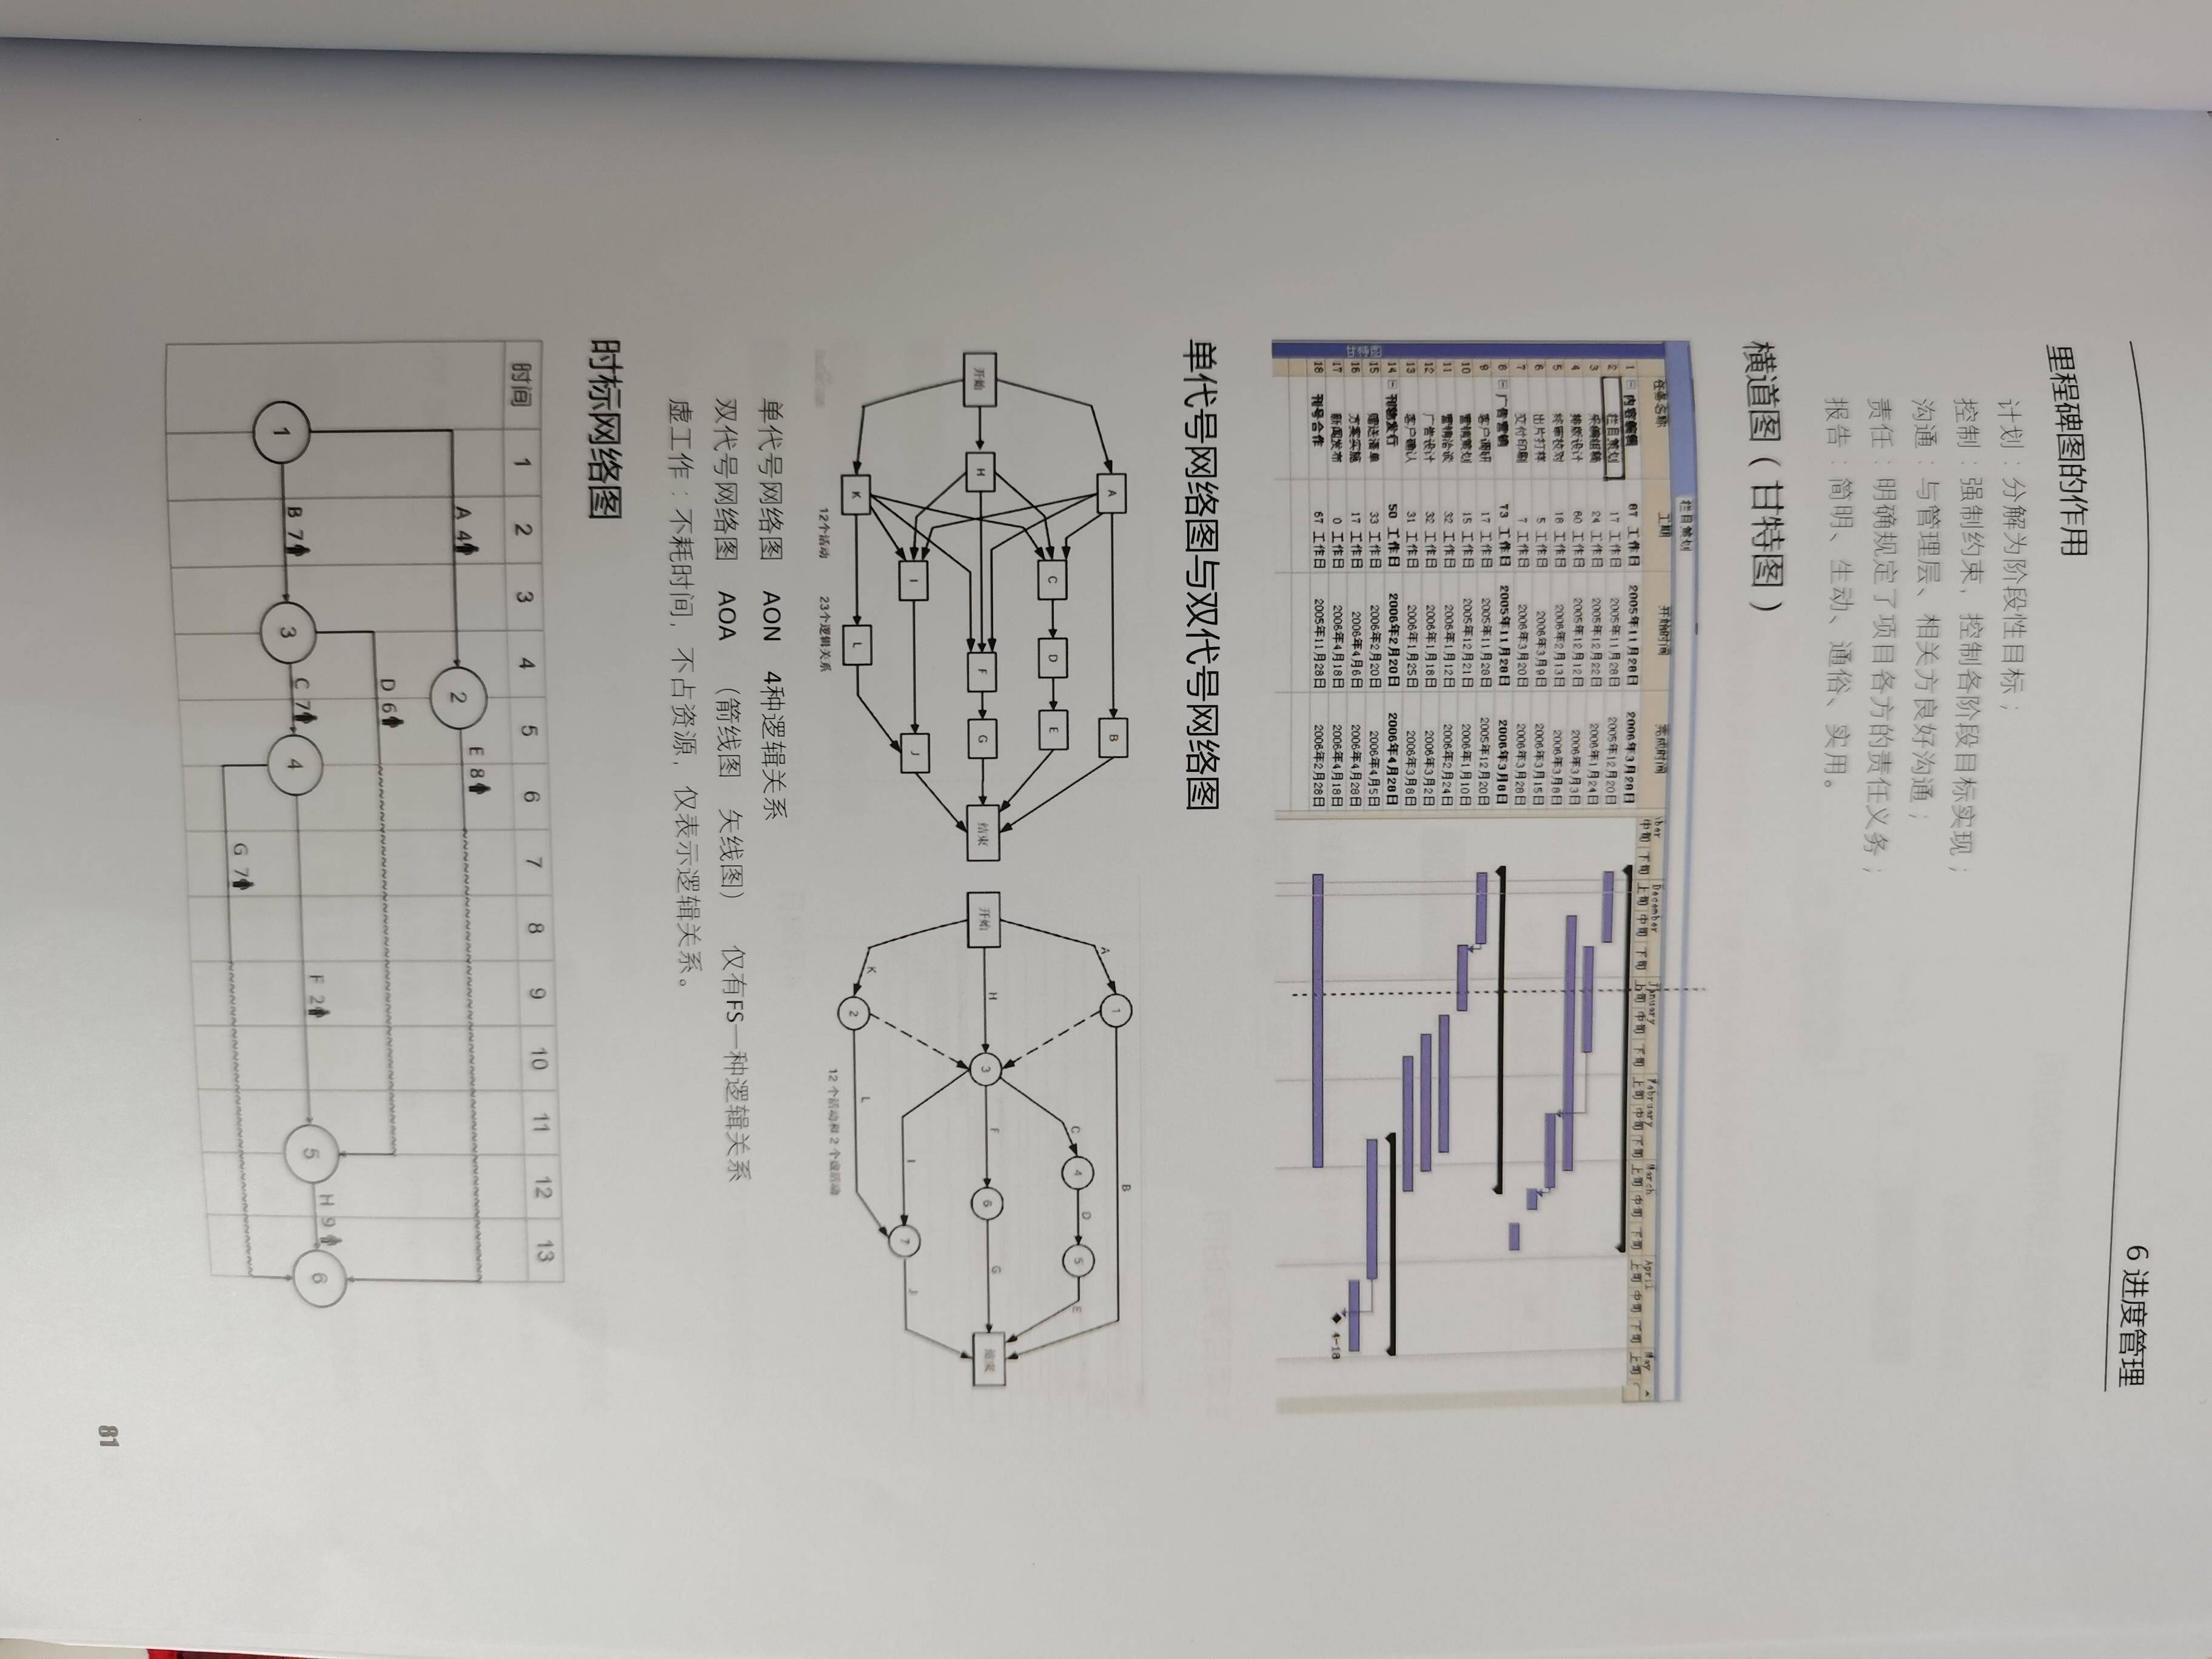 6 进度管理
里程碑图的作用
计划：分解为阶段性目标；
控制：强制约束，控制各阶段目标实现；
沟通：与管理层、相关方良好沟通；
责任：明确规定了项目各方的责任义务；
报告：简明、生动、通俗、实用。
横道图（甘特图）
栏目策划
任务名称 工期 开始时间 完成时间 December January February March April May
中旬 下旬 上旬 中旬 下旬 上旬 中旬 下旬 上旬 中旬 下旬 上旬 中旬 下旬 上旬 中旬 下旬 上旬
1 内容编辑 87 工作日 2005年11月28日 2006年3月28日
2 栏目策划 17 工作日 2005年11月28日 2005年12月20日
3 采编组稿 24 工作日 2005年12月22日 2006年1月24日
4 排版设计 60 工作日 2005年12月12日 2006年3月3日
5 终审校对 18 工作日 2006年2月13日 2006年3月8日
6 出片打样 5 工作日 2006年3月9日 2006年3月15日
7 交付印刷 7 工作日 2006年3月20日 2006年3月28日
8 广告营销 73 工作日 2005年11月28日 2006年3月8日
9 客户调研 17 工作日 2005年11月28日 2005年12月20日
10 营销策划 15 工作日 2005年12月21日 2006年1月10日
11 营销洽谈 32 工作日 2006年1月12日 2006年2月24日
12 广告设计 32 工作日 2006年1月18日 2006年3月2日
13 客户确认 31 工作日 2006年1月25日 2006年3月8日
14 刊物发行 50 工作日 2006年2月20日 2006年4月28日
15 赠送清单 33 工作日 2006年2月20日 2006年4月5日
16 方案实施 17 工作日 2006年4月6日 2006年4月28日
17 新闻发布 0 工作日 2006年4月18日 2006年4月18日 4-18
18 刊号合作 67 工作日 2005年11月28日 2006年2月28日
甘特图
单代号网络图与双代号网络图
A B
C D E
开始 H F G 结束
I J
K L
12个活动 23个逻辑关系
A 1 B
C 4 D 5 E
开始 H 3 F 6 G 结束
I 7 J
K 2 L
12 个活动和 2 个虚活动
单代号网络图 AON 4种逻辑关系
双代号网络图 AOA （箭线图 矢线图） 仅有FS一种逻辑关系
虚工作：不耗时间，不占资源，仅表示逻辑关系。
时标网络图
时间 1 2 3 4 5 6 7 8 9 10 11 12 13
A 4 2 E 8
D 6
1 B 7 3 C 7 4 F 2 5 H 9 6
G 7
81